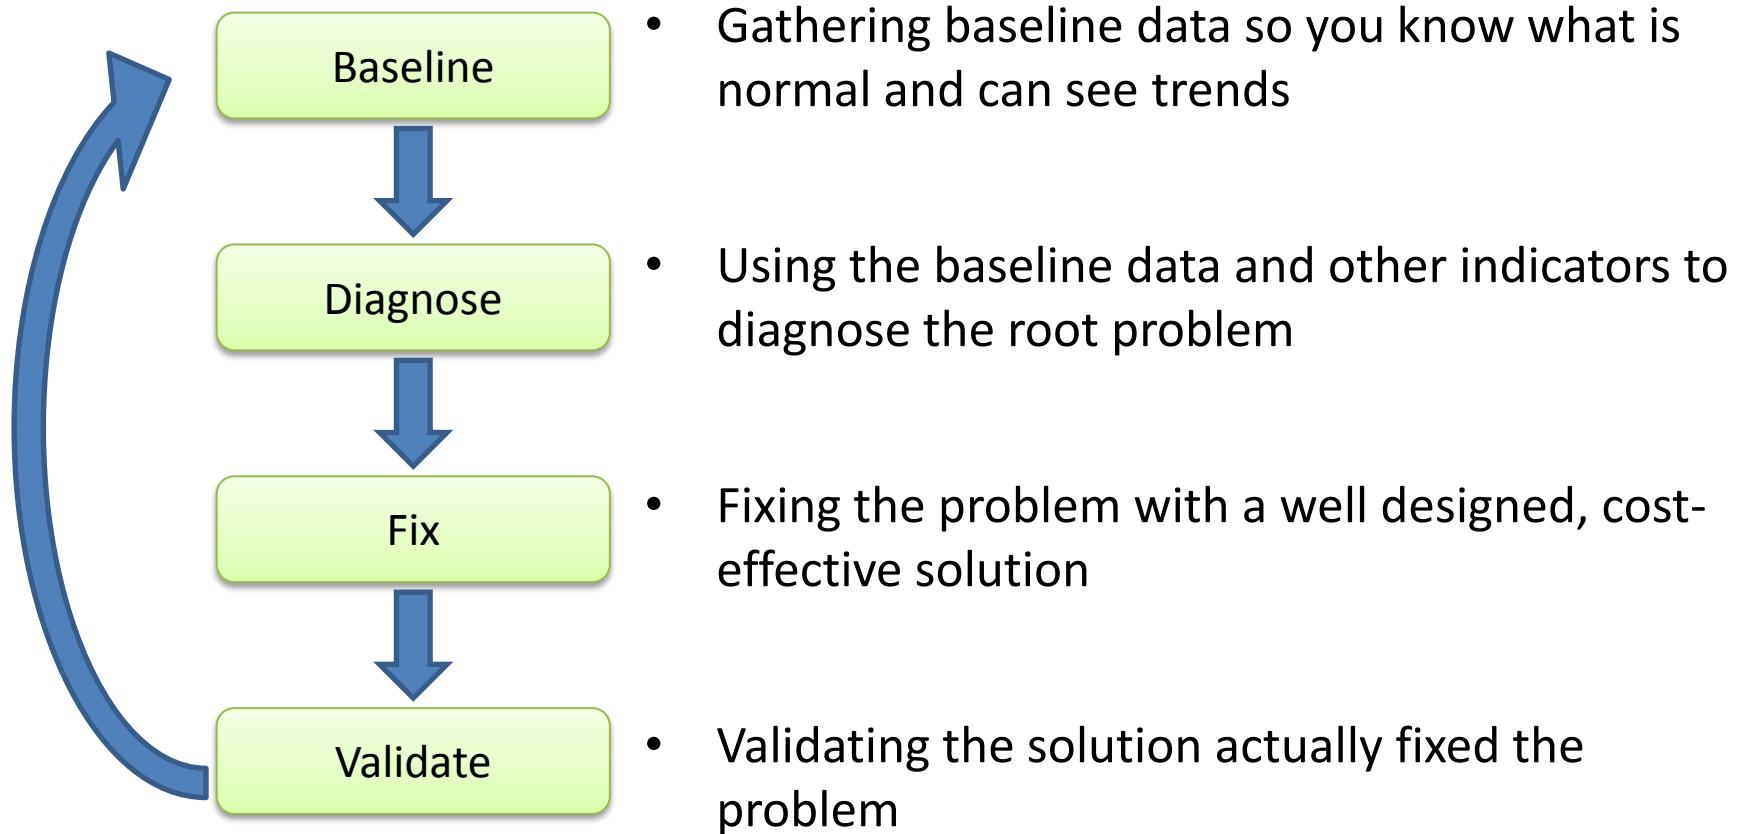 Baseline
• Gathering baseline data so you know what is
normal and can see trends
Diagnose
• Using the baseline data and other indicators to
diagnose the root problem
Fix
• Fixing the problem with a well designed, cost-
effective solution
Validate
• Validating the solution actually fixed the
problem